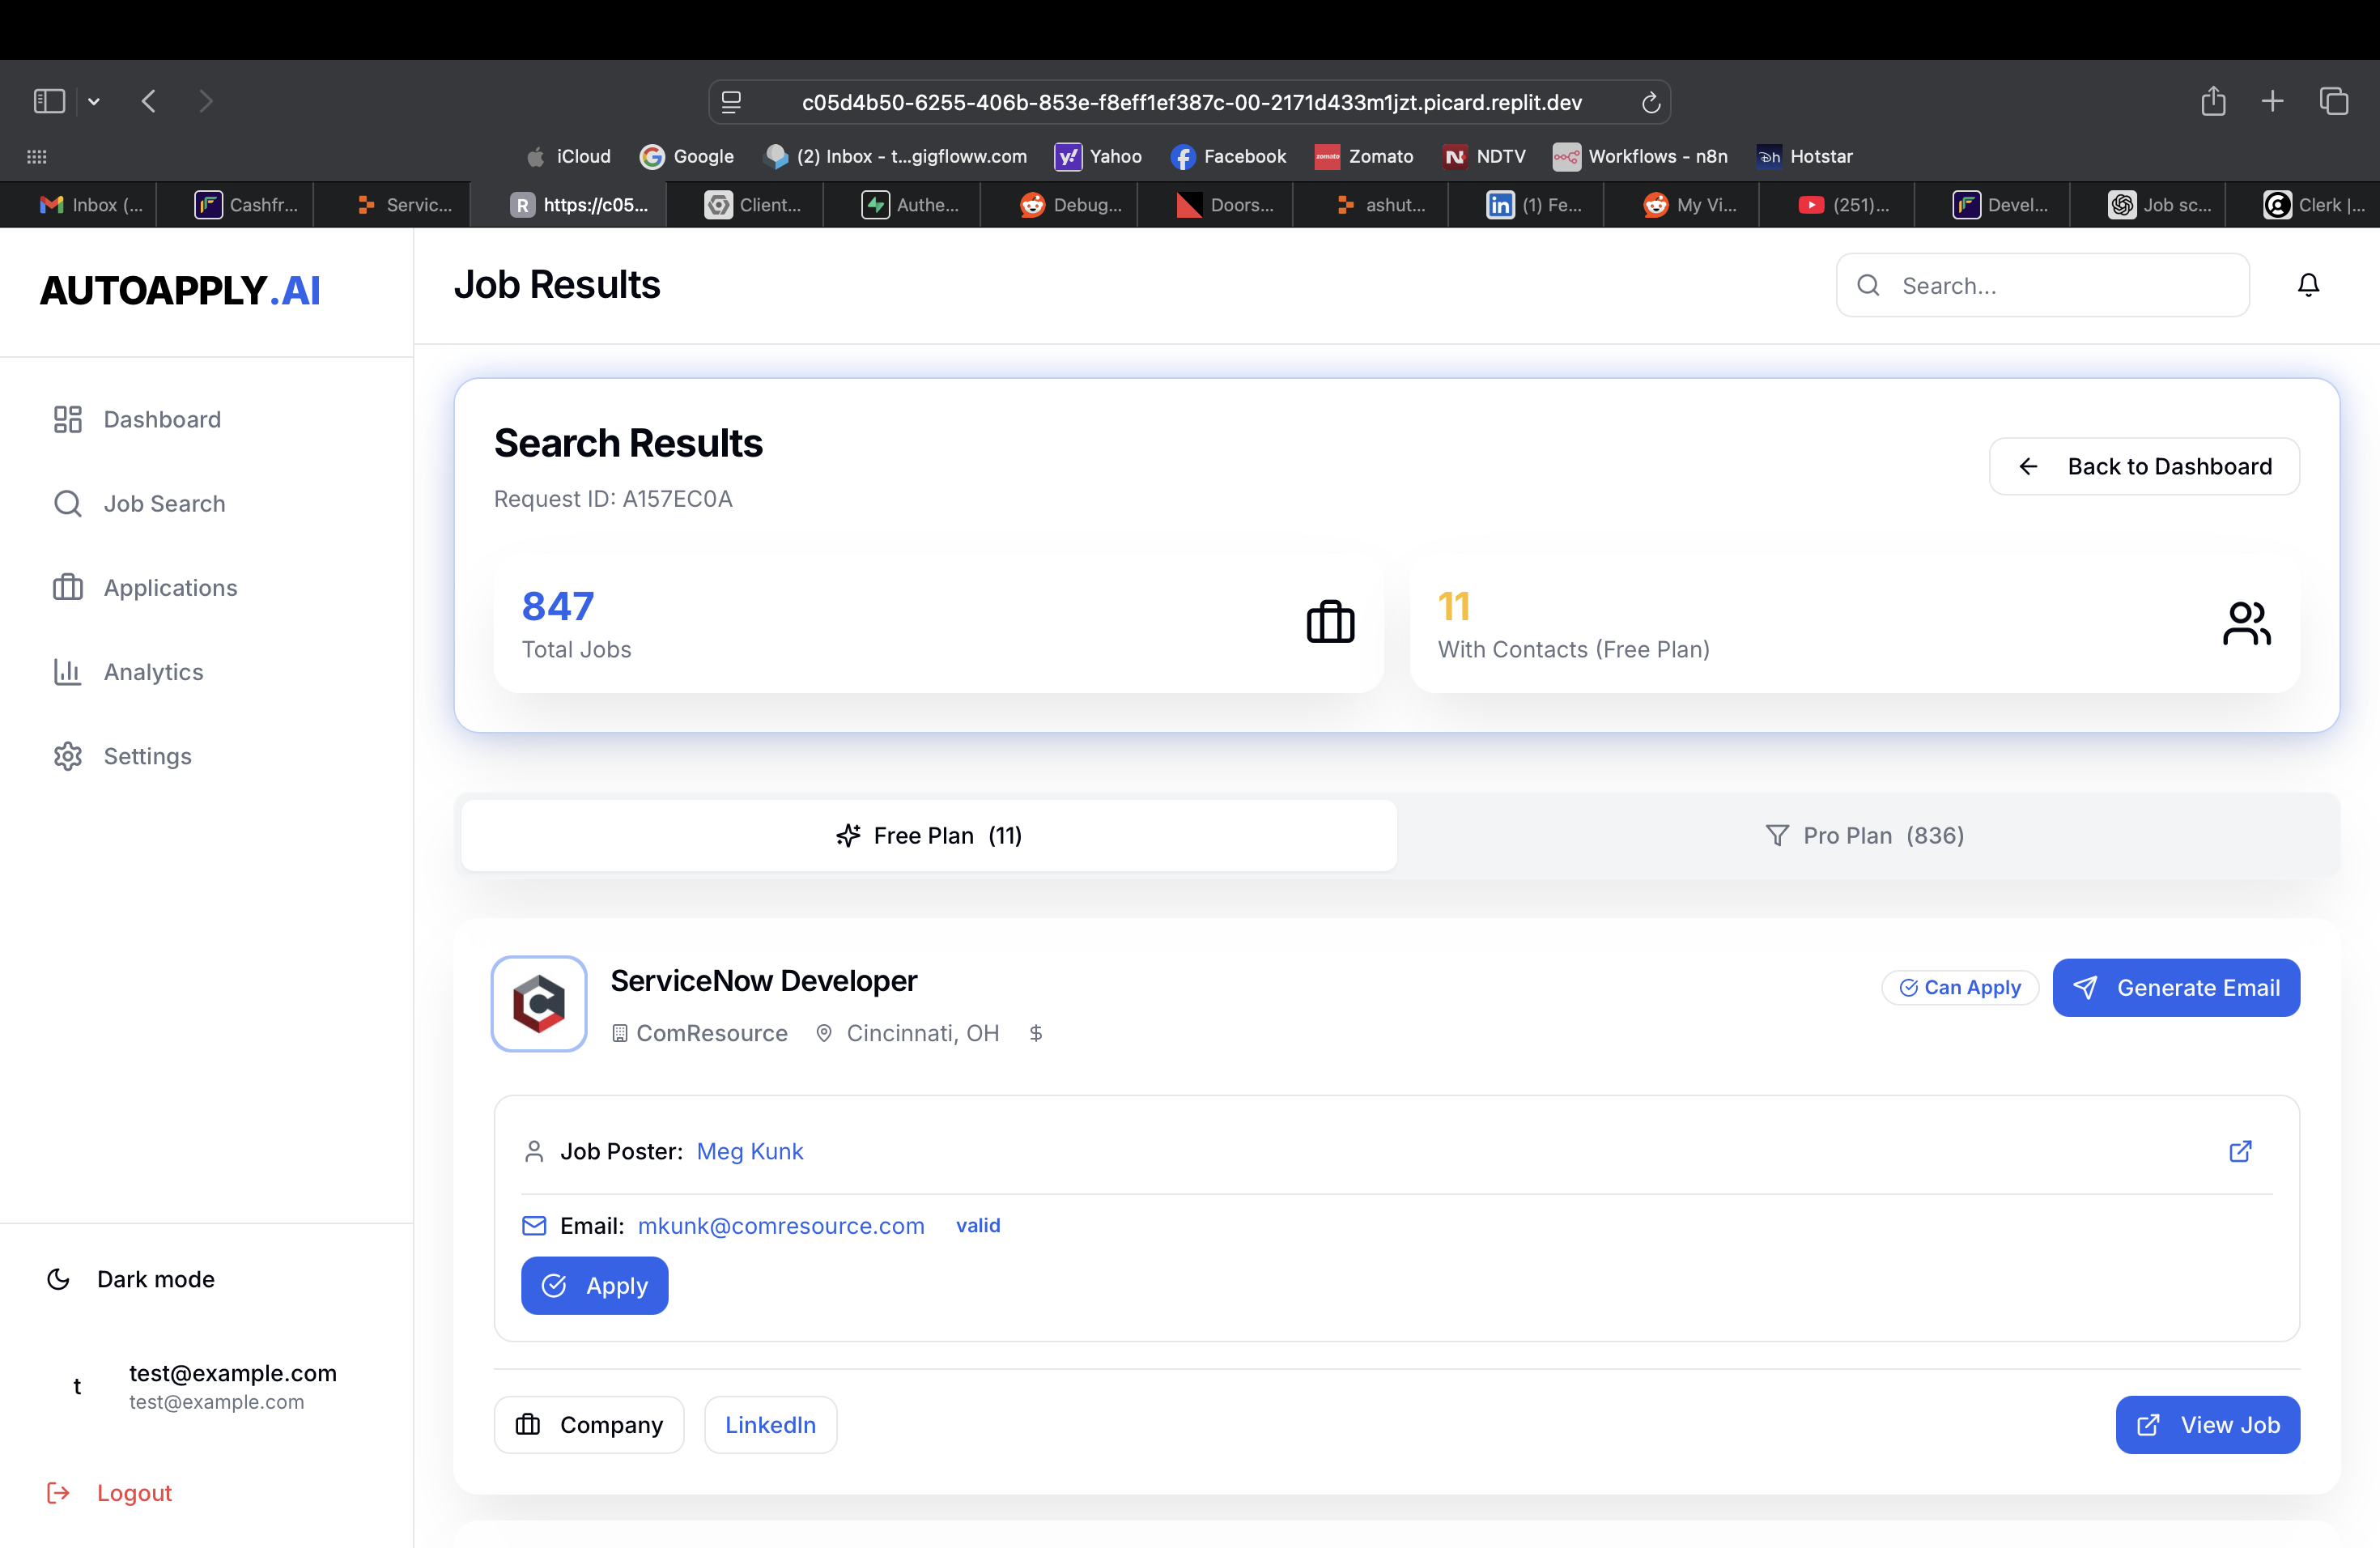 c05d4b50-6255-406b-853e-f8eff1ef387c-00-2171d433m1jzt.picard.replit.dev
iCloud Google (2) Inbox - t...gigfloww.com Yahoo Facebook zomato Zomato NDTV Workflows - n8n Hotstar
Inbox (... Cashfr... Servic... R https://c05... Client... Authe... Debug... Doors... ashut... in (1) Fe... My Vi... (251)... Devel... Job sc... Clerk |...
AUTOAPPLY.AI
Dashboard
Job Search
Applications
Analytics
Settings
Dark mode
t
test@example.com
test@example.com
Logout
Job Results
Search...
Search Results
Request ID: A157EC0A
Back to Dashboard
847
Total Jobs
11
With Contacts (Free Plan)
Free Plan (11)
Pro Plan (836)
ServiceNow Developer
ComResource Cincinnati, OH $
Can Apply
Generate Email
Job Poster: Meg Kunk
Email: mkunk@comresource.com valid
Apply
Company
LinkedIn
View Job